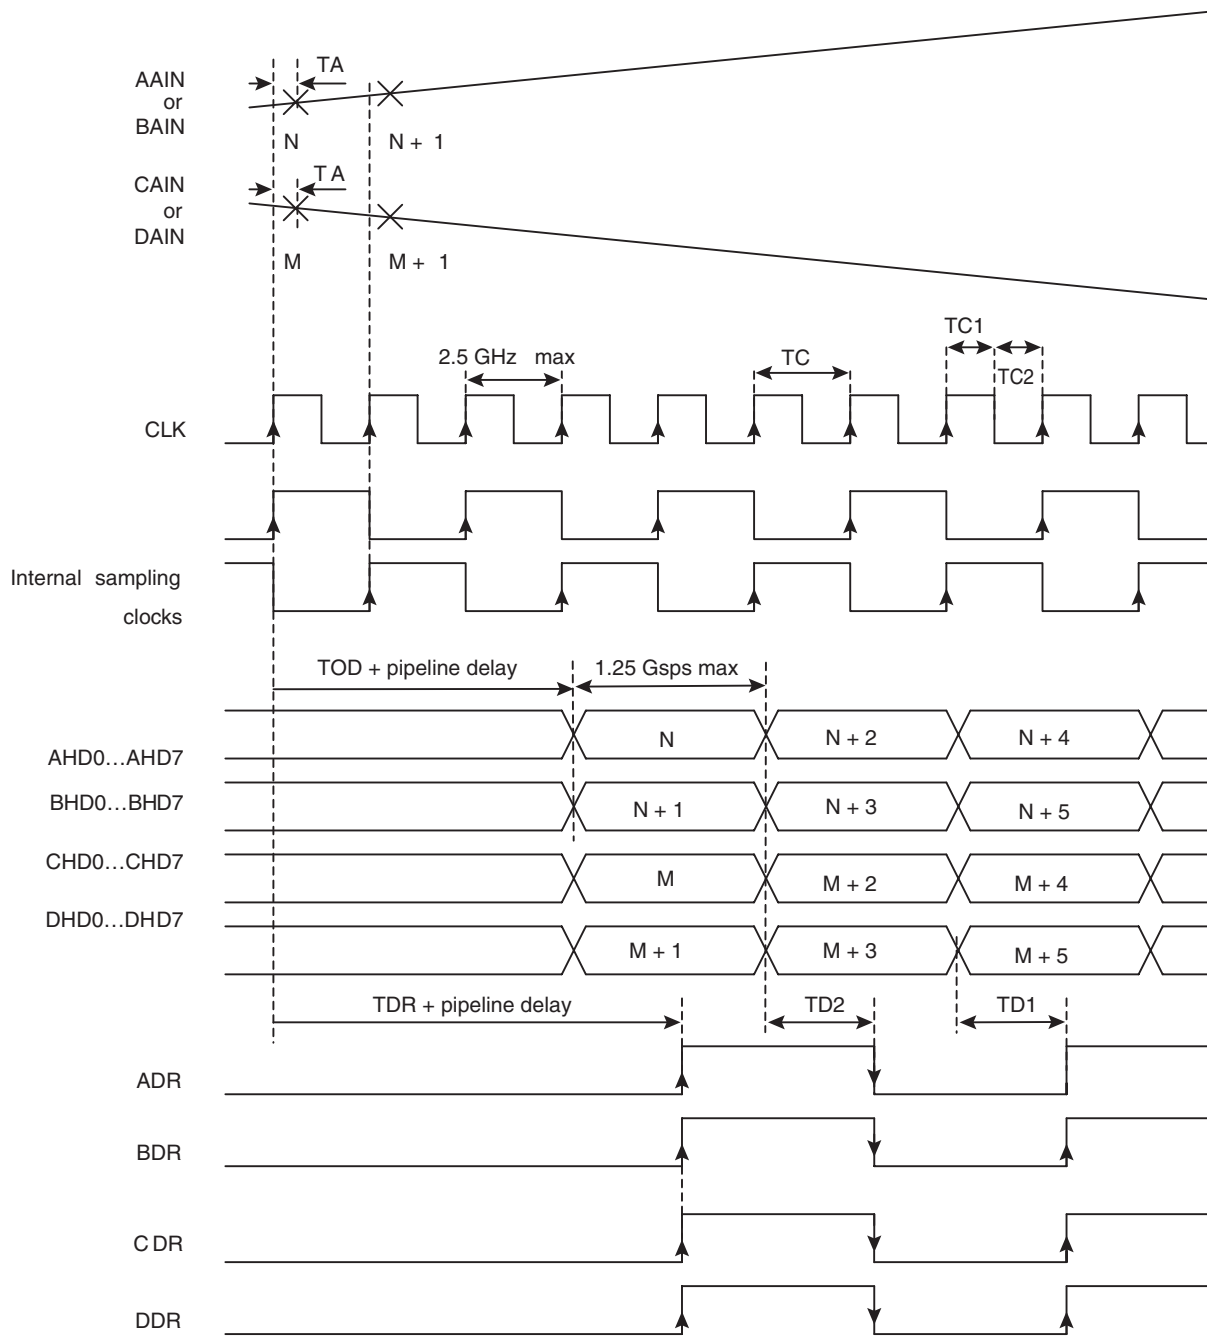 AAIN
or
BAIN
TA
N
N + 1
CAIN
or
DAIN
T A
M
M + 1
TC1
2.5 GHz max
TC
TC2
CLK
Internal sampling
clocks
TOD + pipeline delay
1.25 Gsps max
AHD0...AHD7
N
N + 2
N + 4
BHD0...BHD7
N + 1
N + 3
N + 5
CHD0...CHD7
M
M + 2
M + 4
DHD0...DHD7
M + 1
M + 3
M + 5
TDR + pipeline delay
TD2
TD1
ADR
BDR
C DR
DDR